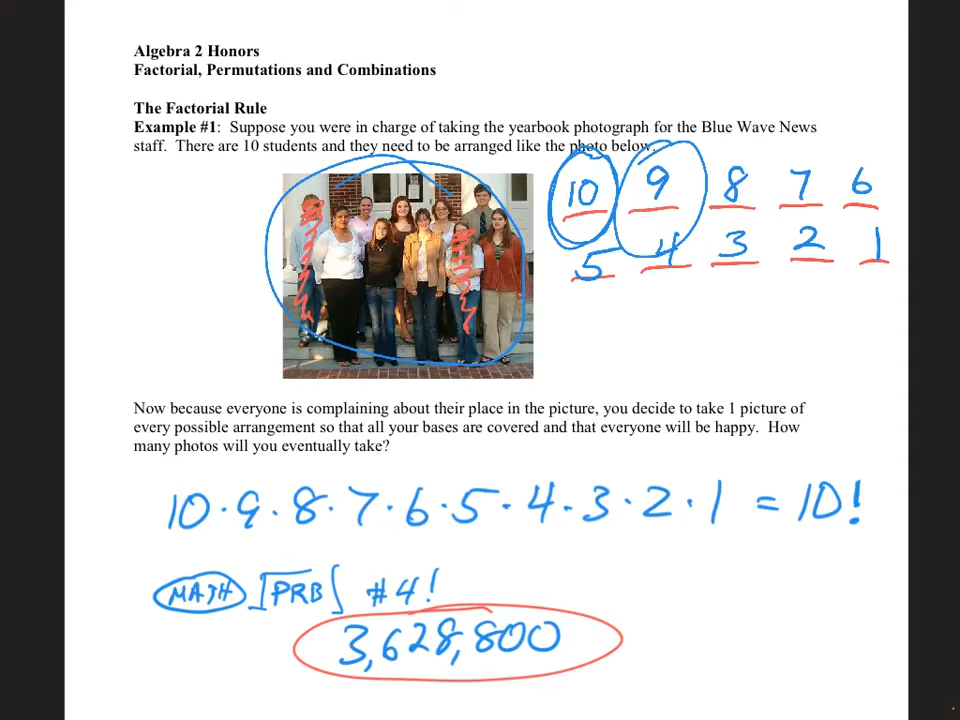 Algebra 2 Honors
Factorial, Permutations and Combinations
The Factorial Rule
Example #1: Suppose you were in charge of taking the yearbook photograph for the Blue Wave News
staff. There are 10 students and they need to be arranged like the photo below.
10 9 8 7 6
5 4 3 2 1
Now because everyone is complaining about their place in the picture, you decide to take 1 picture of
every possible arrangement so that all your bases are covered and that everyone will be happy. How
many photos will you eventually take?
10 · 9 · 8 · 7 · 6 · 5 · 4 · 3 · 2 · 1 = 10!
MATH [PRB] #4!
3,628,800